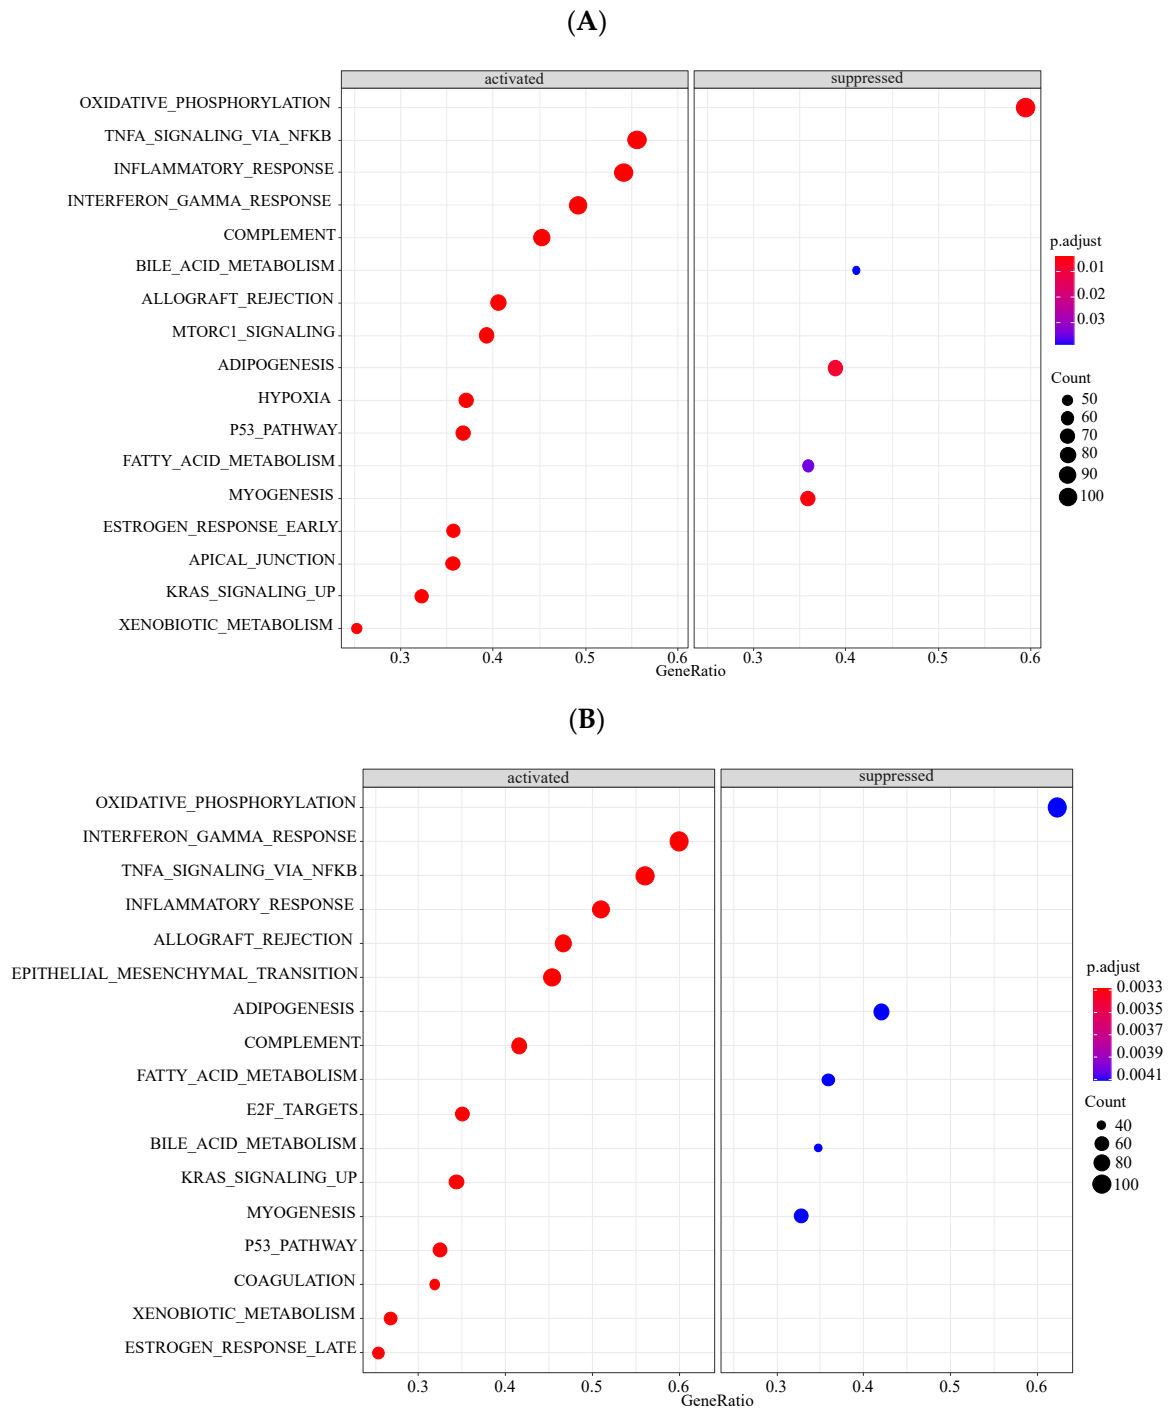 (A)
activated suppressed
OXIDATIVE_PHOSPHORYLATION
TNFA_SIGNALING_VIA_NFKB
INFLAMMATORY_RESPONSE
INTERFERON_GAMMA_RESPONSE
COMPLEMENT
BILE_ACID_METABOLISM
ALLOGRAFT_REJECTION
MTORC1_SIGNALING
ADIPOGENESIS
HYPOXIA
P53_PATHWAY
FATTY_ACID_METABOLISM
MYOGENESIS
ESTROGEN_RESPONSE_EARLY
APICAL_JUNCTION
KRAS_SIGNALING_UP
XENOBIOTIC_METABOLISM
0.3 0.4 0.5 0.6 0.3 0.4 0.5 0.6
GeneRatio
p.adjust
0.01
0.02
0.03
Count
50
60
70
80
90
100
(B)
activated suppressed
OXIDATIVE_PHOSPHORYLATION
INTERFERON_GAMMA_RESPONSE
TNFA_SIGNALING_VIA_NFKB
INFLAMMATORY_RESPONSE
ALLOGRAFT_REJECTION
EPITHELIAL_MESENCHYMAL_TRANSITION
ADIPOGENESIS
COMPLEMENT
FATTY_ACID_METABOLISM
E2F_TARGETS
BILE_ACID_METABOLISM
KRAS_SIGNALING_UP
MYOGENESIS
P53_PATHWAY
COAGULATION
XENOBIOTIC_METABOLISM
ESTROGEN_RESPONSE_LATE
0.3 0.4 0.5 0.6 0.3 0.4 0.5 0.6
GeneRatio
p.adjust
0.0033
0.0035
0.0037
0.0039
0.0041
Count
40
60
80
100